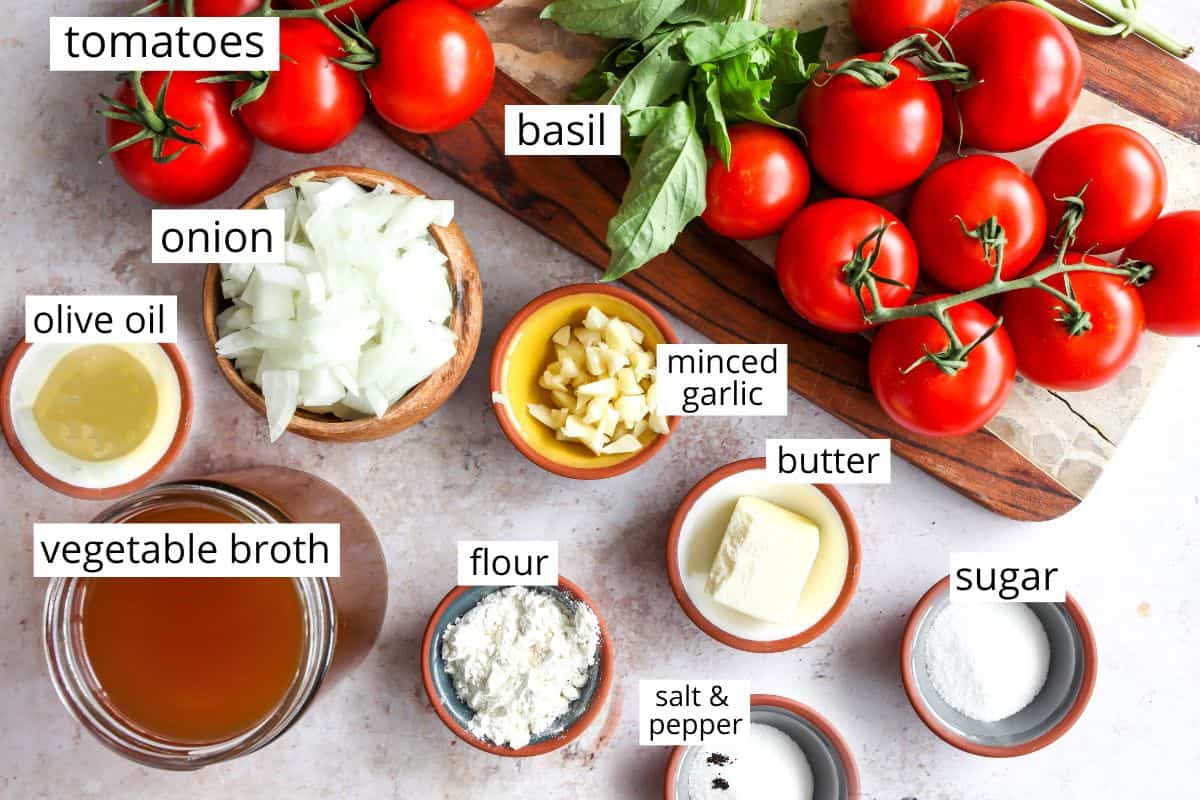 tomatoes
basil
onion
olive oil
minced
garlic
butter
vegetable broth
flour
sugar
salt &
pepper